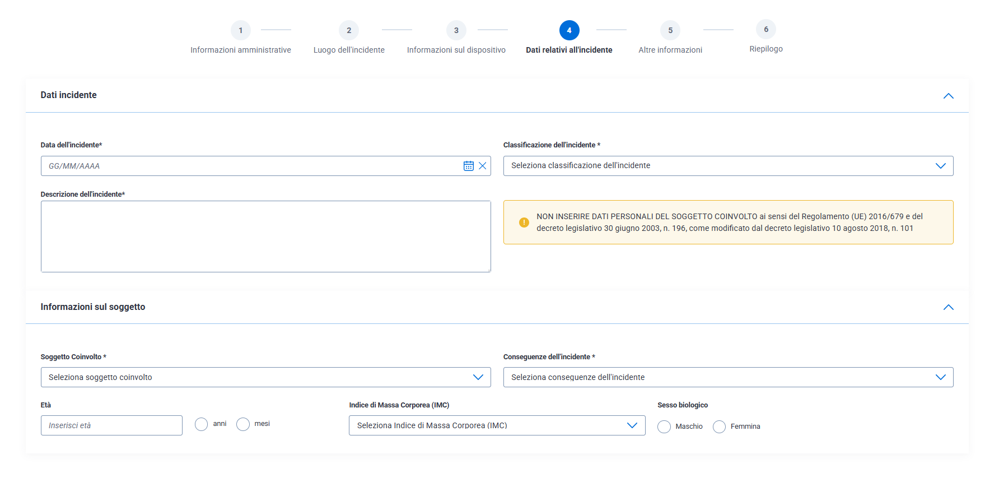 1
2
3
4
5
6
Informazioni amministrative
Luogo dell'incidente
Informazioni sul dispositivo
Dati relativi all'incidente
Altre informazioni
Riepilogo
Dati incidente
Data dell'incidente*
GG/MM/AAAA
Classificazione dell'incidente *
Seleziona classificazione dell'incidente
Descrizione dell'incidente*
NON INSERIRE DATI PERSONALI DEL SOGGETTO COINVOLTO ai sensi del Regolamento (UE) 2016/679 e del
decreto legislativo 30 giugno 2003, n. 196, come modificato dal decreto legislativo 10 agosto 2018, n. 101
Informazioni sul soggetto
Soggetto Coinvolto *
Seleziona soggetto coinvolto
Conseguenze dell'incidente *
Seleziona conseguenze dell'incidente
Età
Inserisci età
anni
mesi
Indice di Massa Corporea (IMC)
Seleziona Indice di Massa Corporea (IMC)
Sesso biologico
Maschio
Femmina